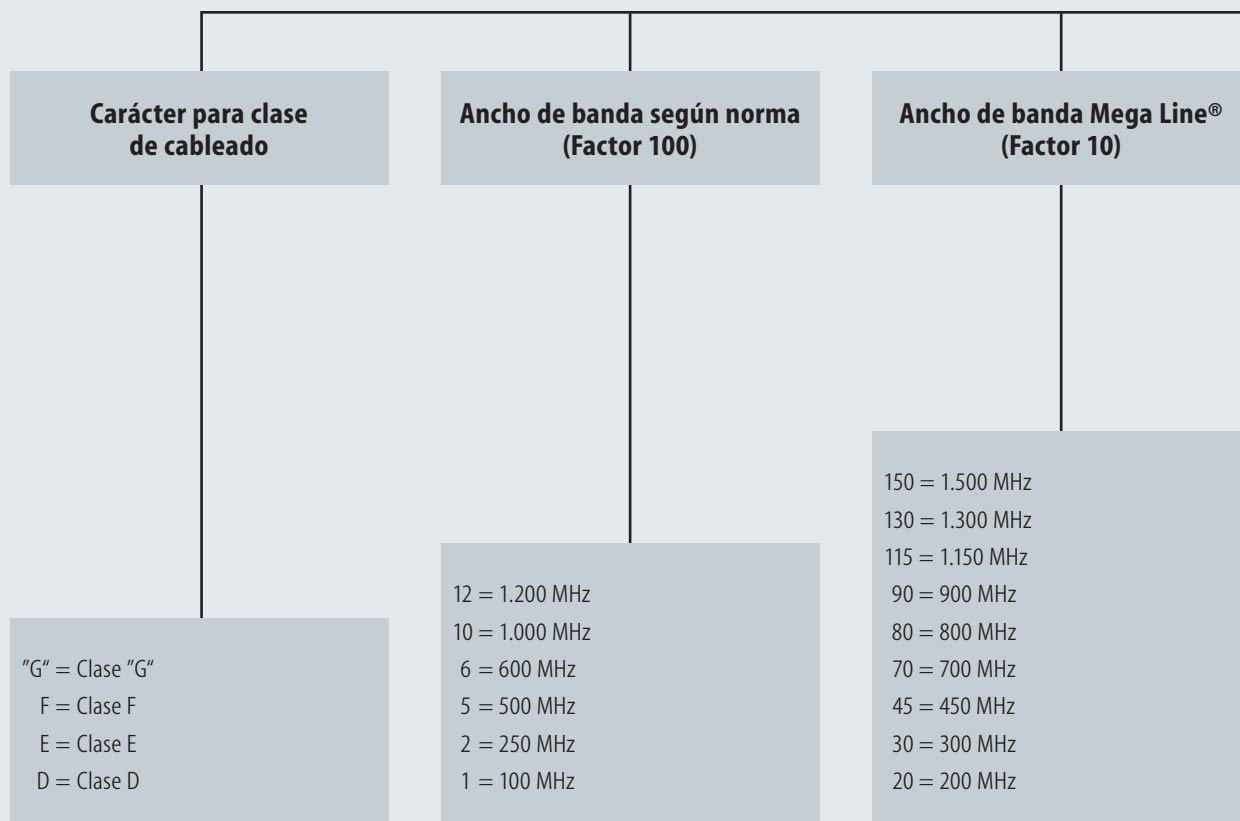 Carácter para clase
de cableado
Ancho de banda según norma
(Factor 100)
Ancho de banda Mega Line®
(Factor 10)
"G“ = Clase "G“
F = Clase F
E = Clase E
D = Clase D
12 = 1.200 MHz
10 = 1.000 MHz
6 = 600 MHz
5 = 500 MHz
2 = 250 MHz
1 = 100 MHz
150 = 1.500 MHz
130 = 1.300 MHz
115 = 1.150 MHz
90 = 900 MHz
80 = 800 MHz
70 = 700 MHz
45 = 450 MHz
30 = 300 MHz
20 = 200 MHz